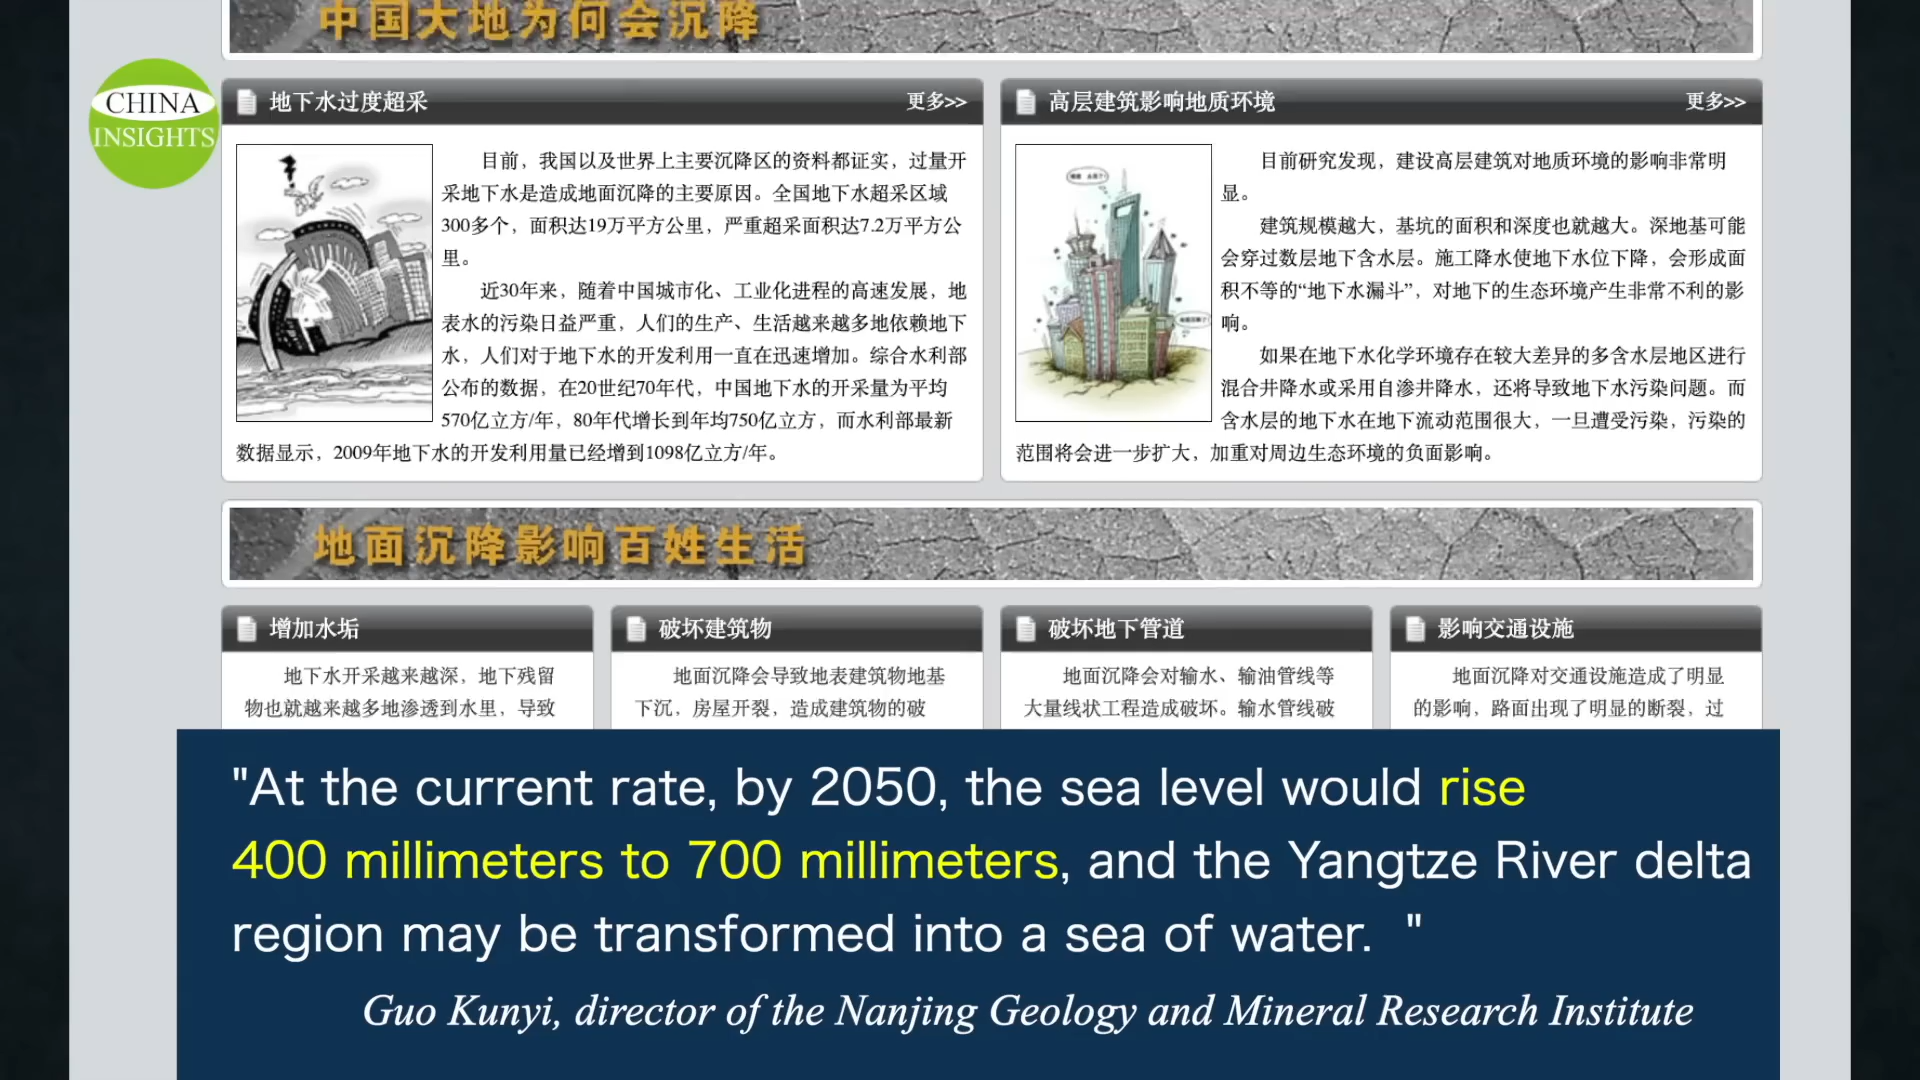 中国大地为何会沉降
CHINA
INSIGHTS
地下水过度超采
更多>>
目前，我国以及世界上主要沉降区的资料都证实，过量开
采地下水是造成地面沉降的主要原因。全国地下水超采区域
300多个，面积达19万平方公里，严重超采面积达7.2万平方公
里。
近30年来，随着中国城市化、工业化进程的高速发展，地
表水的污染日益严重，人们的生产、生活越来越多地依赖地下
水，人们对于地下水的开发利用一直在迅速增加。综合水利部
公布的数据，在20世纪70年代，中国地下水的开采量为平均
570亿立方/年，80年代增长到年均750亿立方，而水利部最新
数据显示，2009年地下水的开发利用量已经增到1098亿立方/年。
高层建筑影响地质环境
更多>>
目前研究发现，建设高层建筑对地质环境的影响非常明
显。
建筑规模越大，基坑的面积和深度也就越大。深地基可能
会穿过数层地下含水层。施工降水使地下水位下降，会形成面
积不等的“地下水漏斗”，对地下的生态环境产生非常不利的影
响。
如果在地下水化学环境存在较大差异的多含水层地区进行
混合井降水或采用自渗井降水，还将导致地下水污染问题。而
含水层的地下水在地下流动范围很大，一旦遭受污染，污染的
范围将会进一步扩大，加重对周边生态环境的负面影响。
地面沉降影响百姓生活
增加水垢
地下水开采越来越深，地下残留
物也就越来越多地渗透到水里，导致
破坏建筑物
地面沉降会导致地表建筑物地基
下沉，房屋开裂，造成建筑物的破
破坏地下管道
地面沉降会对输水、输油管线等
大量线状工程造成破坏。输水管线破
影响交通设施
地面沉降对交通设施造成了明显
的影响，路面出现了明显的断裂，过
"At the current rate, by 2050, the sea level would rise
400 millimeters to 700 millimeters, and the Yangtze River delta
region may be transformed into a sea of water. "
Guo Kunyi, director of the Nanjing Geology and Mineral Research Institute